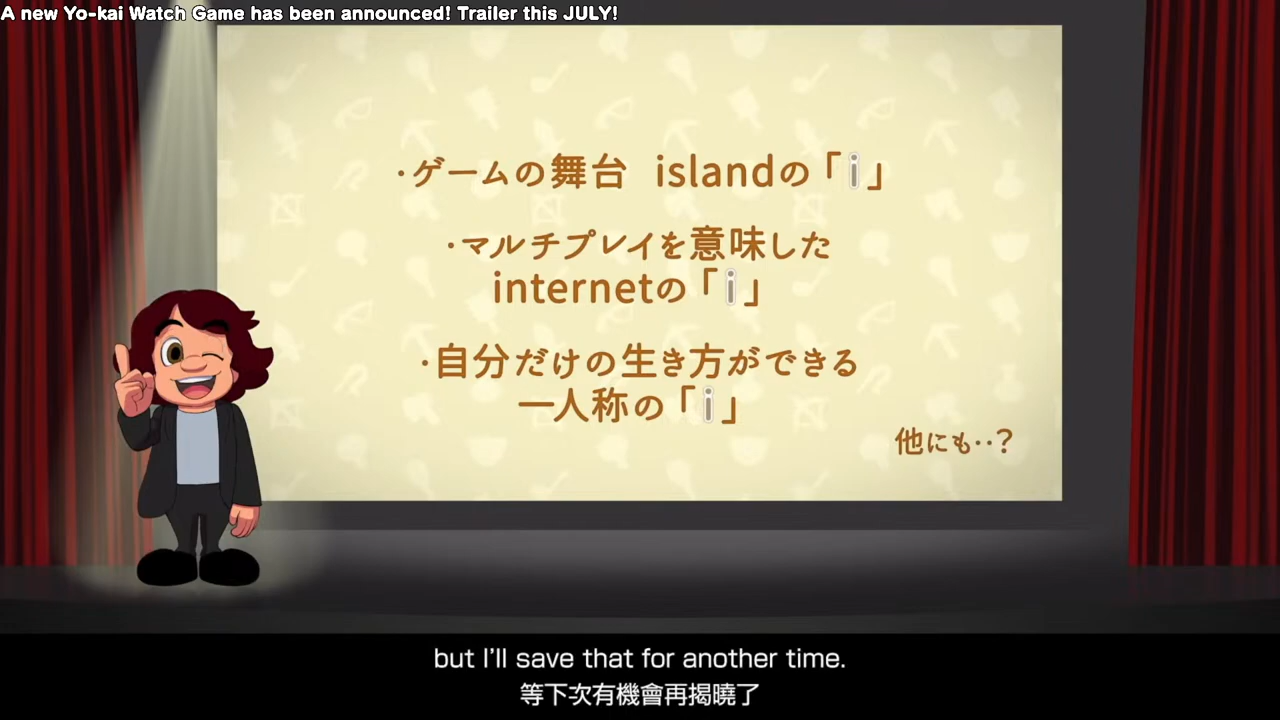 A new Yo-kai Watch Game has been announced! Trailer this JULY!
・ゲームの舞台 islandの「i」
・マルチプレイを意味した
internetの「i」
・自分だけの生き方ができる
一人称の「i」
他にも‥？
but I'll save that for another time.
等下次有機會再揭曉了